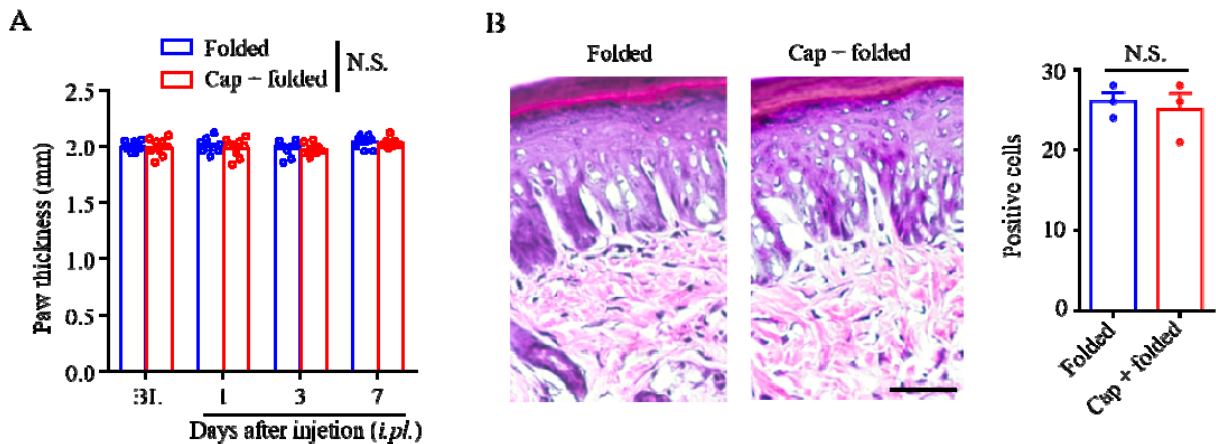 A
Folded
Cap – folded
N.S.
Paw thickness (mm)
2.5
2.0
1.5
1.0
0.5
0.0
BL
1
3
7
Days after injetion (i.pl.)
B
Folded
Cap – folded
N.S.
Positive cells
30
20
10
0
Folded
Cap + folded